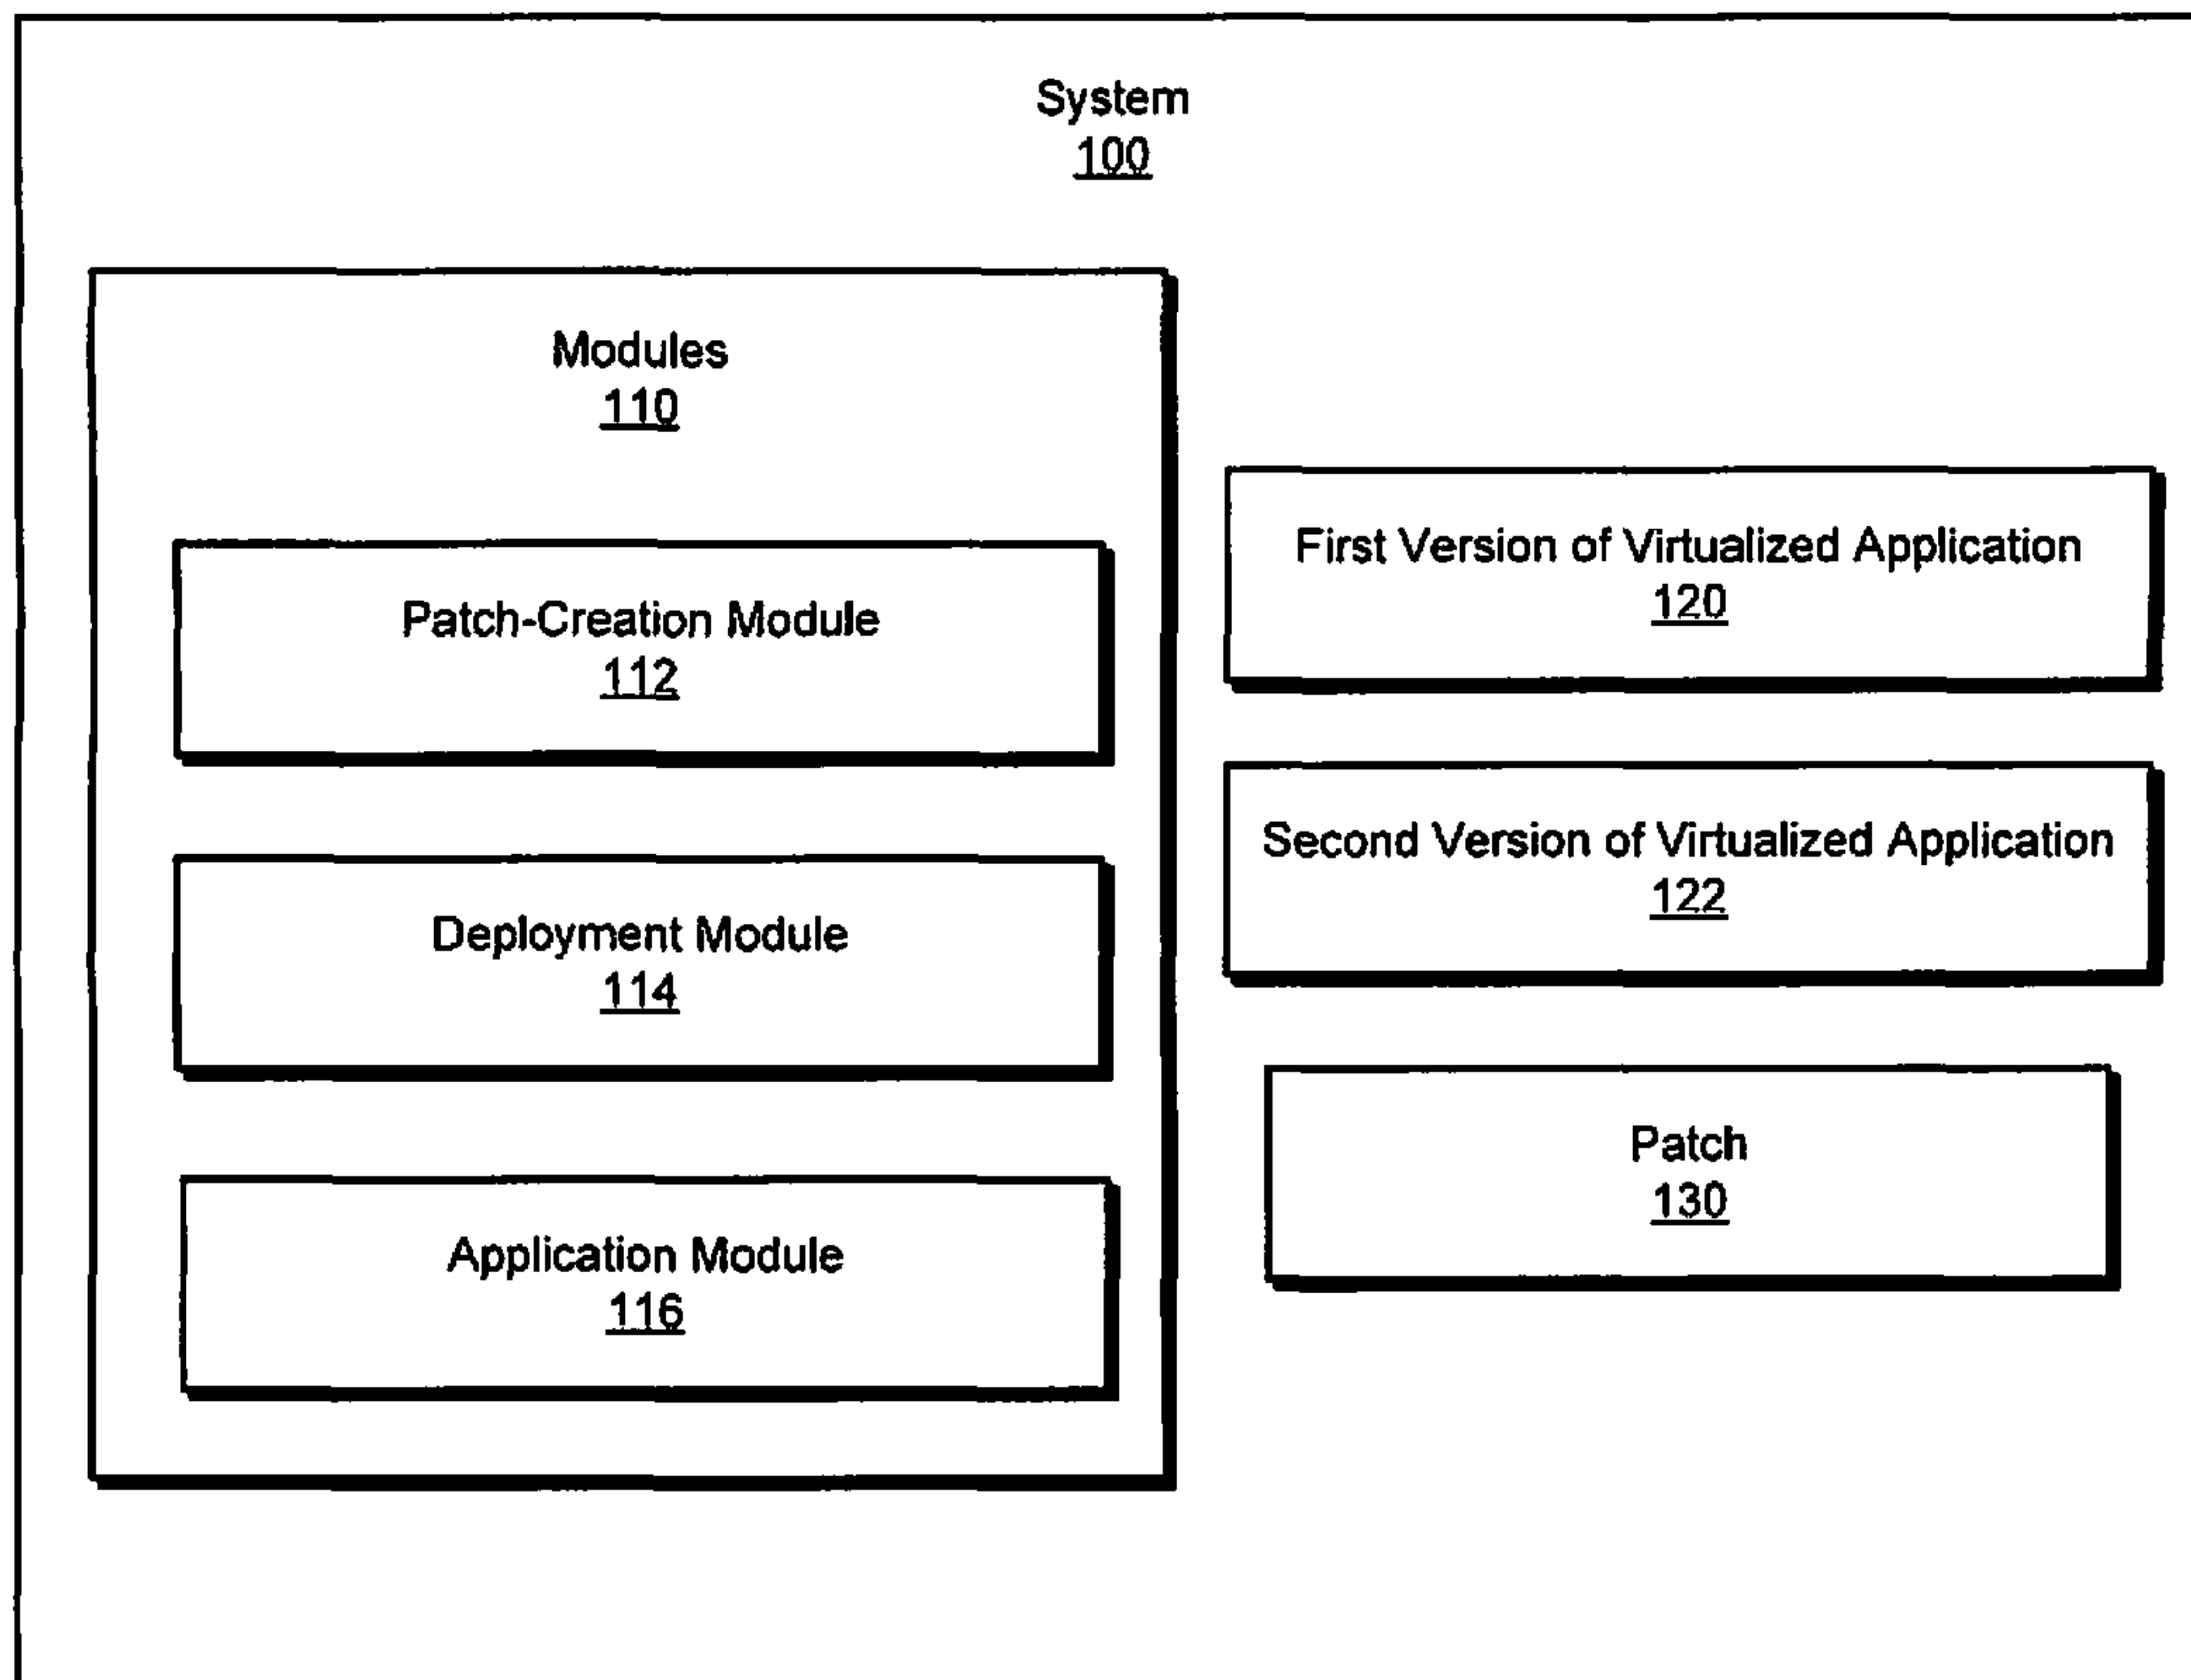 System
100
Modules
110
Patch-Creation Module
112
Deployment Module
114
Application Module
116
First Version of Virtualized Application
120
Second Version of Virtualized Application
122
Patch
130